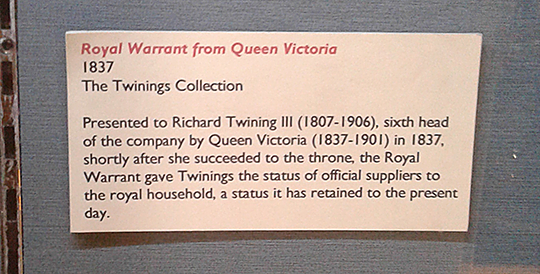 Royal Warrant from Queen Victoria
1837
The Twinings Collection
Presented to Richard Twining III (1807-1906), sixth head
of the company by Queen Victoria (1837-1901) in 1837,
shortly after she succeeded to the throne, the Royal
Warrant gave Twinings the status of official suppliers to
the royal household, a status it has retained to the present
day.